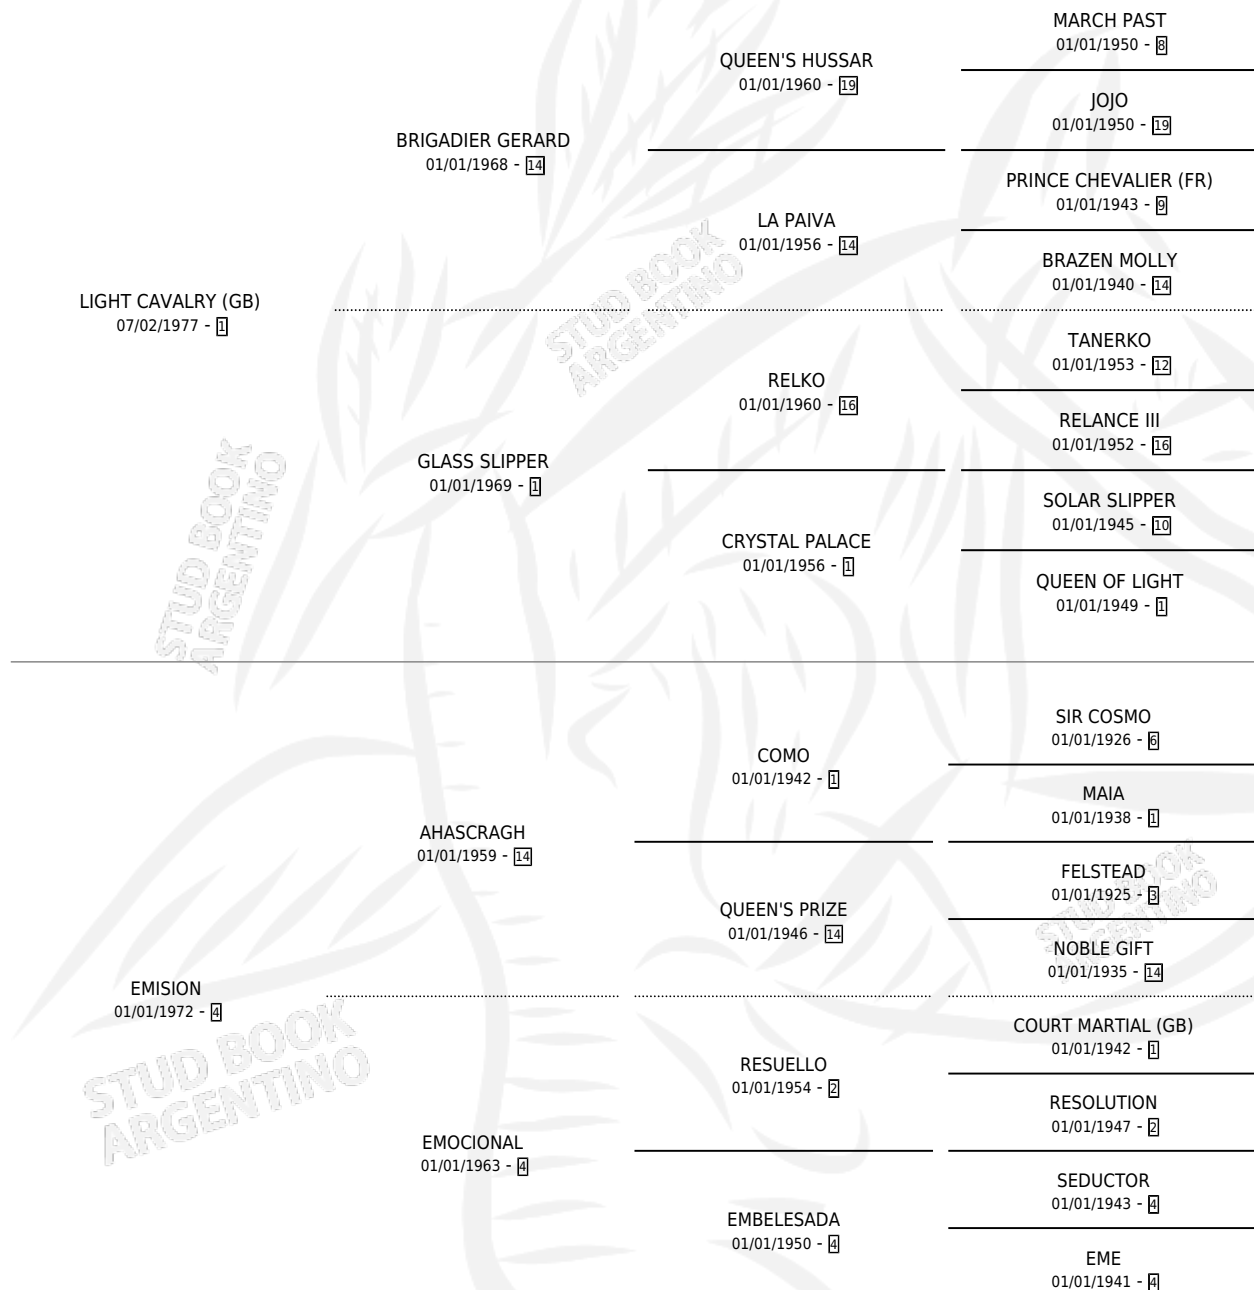 MARCH PAST
01/01/1950 - 8
QUEEN'S HUSSAR
01/01/1960 - 19
JOJO
01/01/1950 - 19
BRIGADIER GERARD
01/01/1968 - 14
PRINCE CHEVALIER (FR)
01/01/1943 - 9
LA PAIVA
01/01/1956 - 14
BRAZEN MOLLY
01/01/1940 - 14
LIGHT CAVALRY (GB)
07/02/1977 - 1
TANERKO
01/01/1953 - 12
RELKO
01/01/1960 - 16
RELANCE III
01/01/1952 - 16
GLASS SLIPPER
01/01/1969 - 1
SOLAR SLIPPER
01/01/1945 - 10
CRYSTAL PALACE
01/01/1956 - 1
QUEEN OF LIGHT
01/01/1949 - 1
SIR COSMO
01/01/1926 - 6
COMO
01/01/1942 - 1
MAIA
01/01/1938 - 1
AHASCRAGH
01/01/1959 - 14
FELSTEAD
01/01/1925 - 3
QUEEN'S PRIZE
01/01/1946 - 14
NOBLE GIFT
01/01/1935 - 14
EMISION
01/01/1972 - 4
COURT MARTIAL (GB)
01/01/1942 - 1
RESUELLO
01/01/1954 - 2
RESOLUTION
01/01/1947 - 2
EMOCIONAL
01/01/1963 - 4
SEDUCTOR
01/01/1943 - 4
EMBELESADA
01/01/1950 - 4
EME
01/01/1941 - 4
STUD BOOK
ARGENTINO
STUD BOOK
ARGENTINO
STUD BOOK
ARGENTINO
STUD BOOK
ARGENTINO